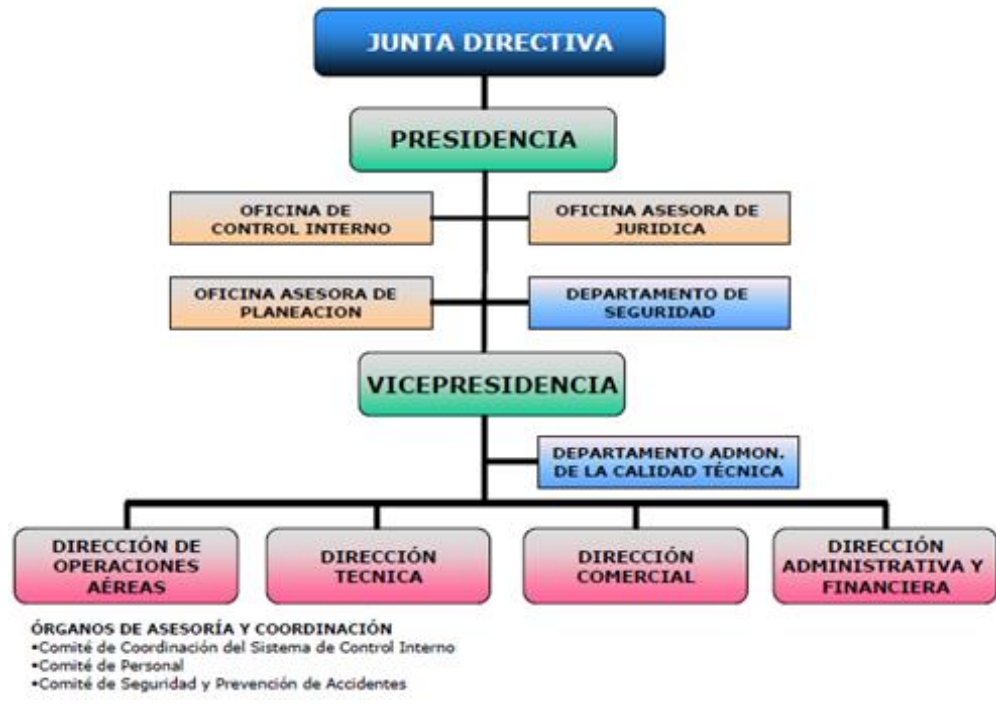 JUNTA DIRECTIVA
PRESIDENCIA
OFICINA DE
CONTROL INTERNO
OFICINA ASESORA DE
JURIDICA
OFICINA ASESORA DE
PLANEACION
DEPARTAMENTO DE
SEGURIDAD
VICEPRESIDENCIA
DEPARTAMENTO ADMON.
DE LA CALIDAD TÉCNICA
DIRECCIÓN DE
OPERACIONES
AÉREAS
DIRECCIÓN
TECNICA
DIRECCIÓN
COMERCIAL
DIRECCIÓN
ADMINISTRATIVA Y
FINANCIERA
ÓRGANOS DE ASESORÍA Y COORDINACIÓN
•Comité de Coordinación del Sistema de Control Interno
•Comité de Personal
•Comité de Seguridad y Prevención de Accidentes